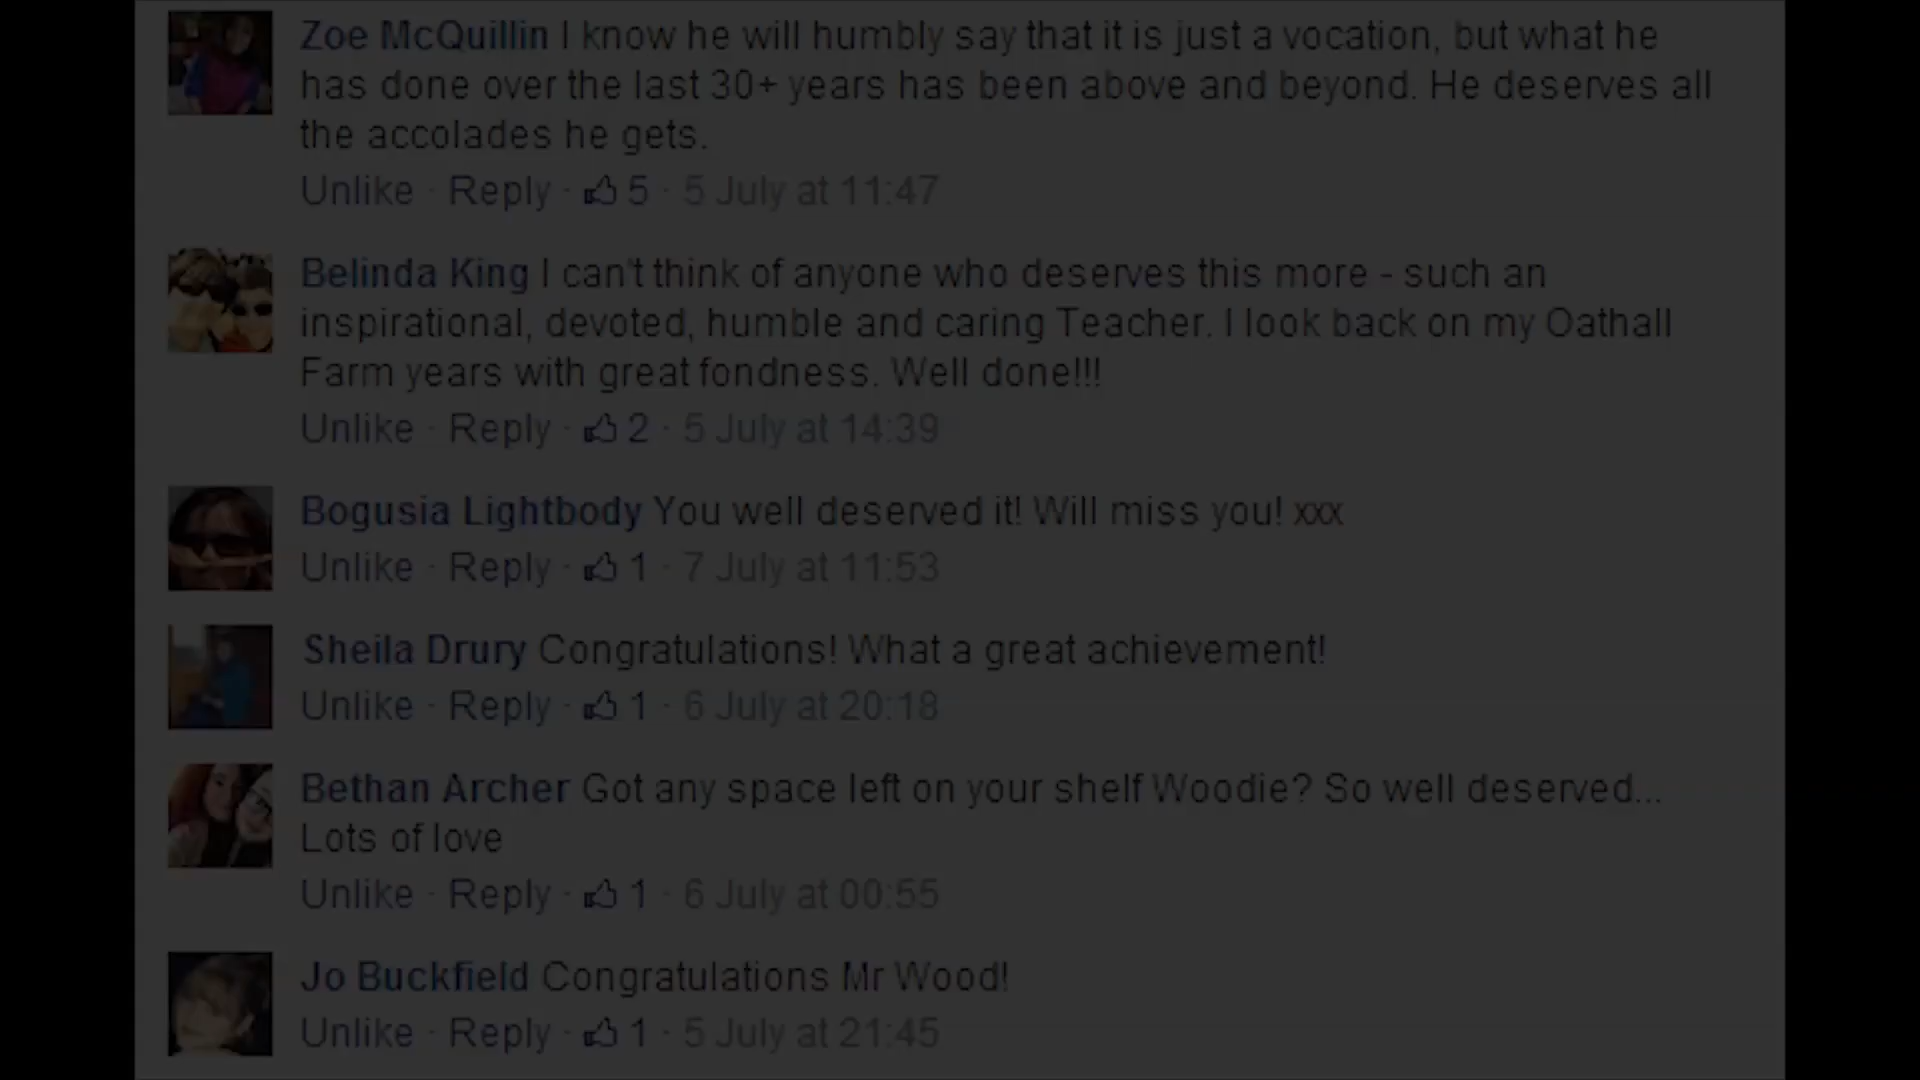 Zoe McQuillin I know he will humbly say that it is just a vocation, but what he
has done over the last 30+ years has been above and beyond. He deserves all
the accolades he gets.
Unlike · Reply · 5 · 5 July at 11:47
Belinda King I can't think of anyone who deserves this more - such an
inspirational, devoted, humble and caring Teacher. I look back on my Oathall
Farm years with great fondness. Well done!!!
Unlike · Reply · 2 · 5 July at 14:39
Bogusia Lightbody You well deserved it! Will miss you! xxx
Unlike · Reply · 1 · 7 July at 11:53
Sheila Drury Congratulations! What a great achievement!
Unlike · Reply · 1 · 6 July at 20:18
Bethan Archer Got any space left on your shelf Woodie? So well deserved...
Lots of love
Unlike · Reply · 1 · 6 July at 00:55
Jo Buckfield Congratulations Mr Wood!
Unlike · Reply · 1 · 5 July at 21:45